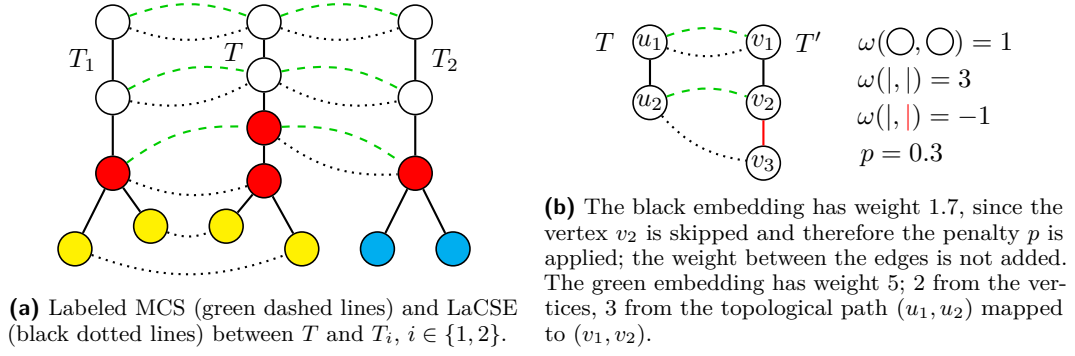 T₁
T
T₂
(a) Labeled MCS (green dashed lines) and LaCSE
(black dotted lines) between T and Tᵢ, i ∈ {1, 2}.
T
u₁
v₁
T′
u₂
v₂
v₃
ω(◯, ◯) = 1
ω(|, |) = 3
ω(|, |) = −1
p = 0.3
(b) The black embedding has weight 1.7, since the
vertex v₂ is skipped and therefore the penalty p is
applied; the weight between the edges is not added.
The green embedding has weight 5; 2 from the ver-
tices, 3 from the topological path (u₁, u₂) mapped
to (v₁, v₂).